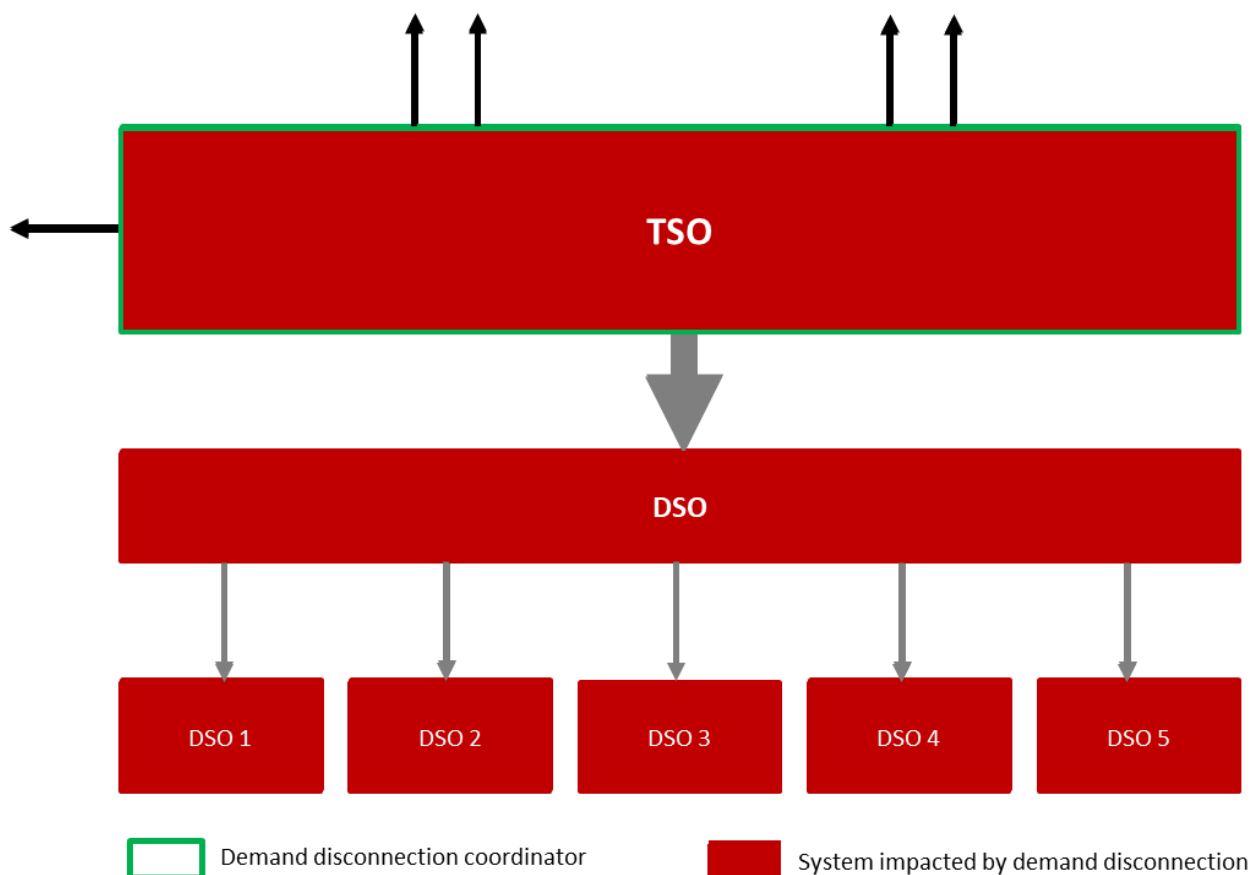 TSO
DSO
DSO 1
DSO 2
DSO 3
DSO 4
DSO 5
Demand disconnection coordinator
System impacted by demand disconnection